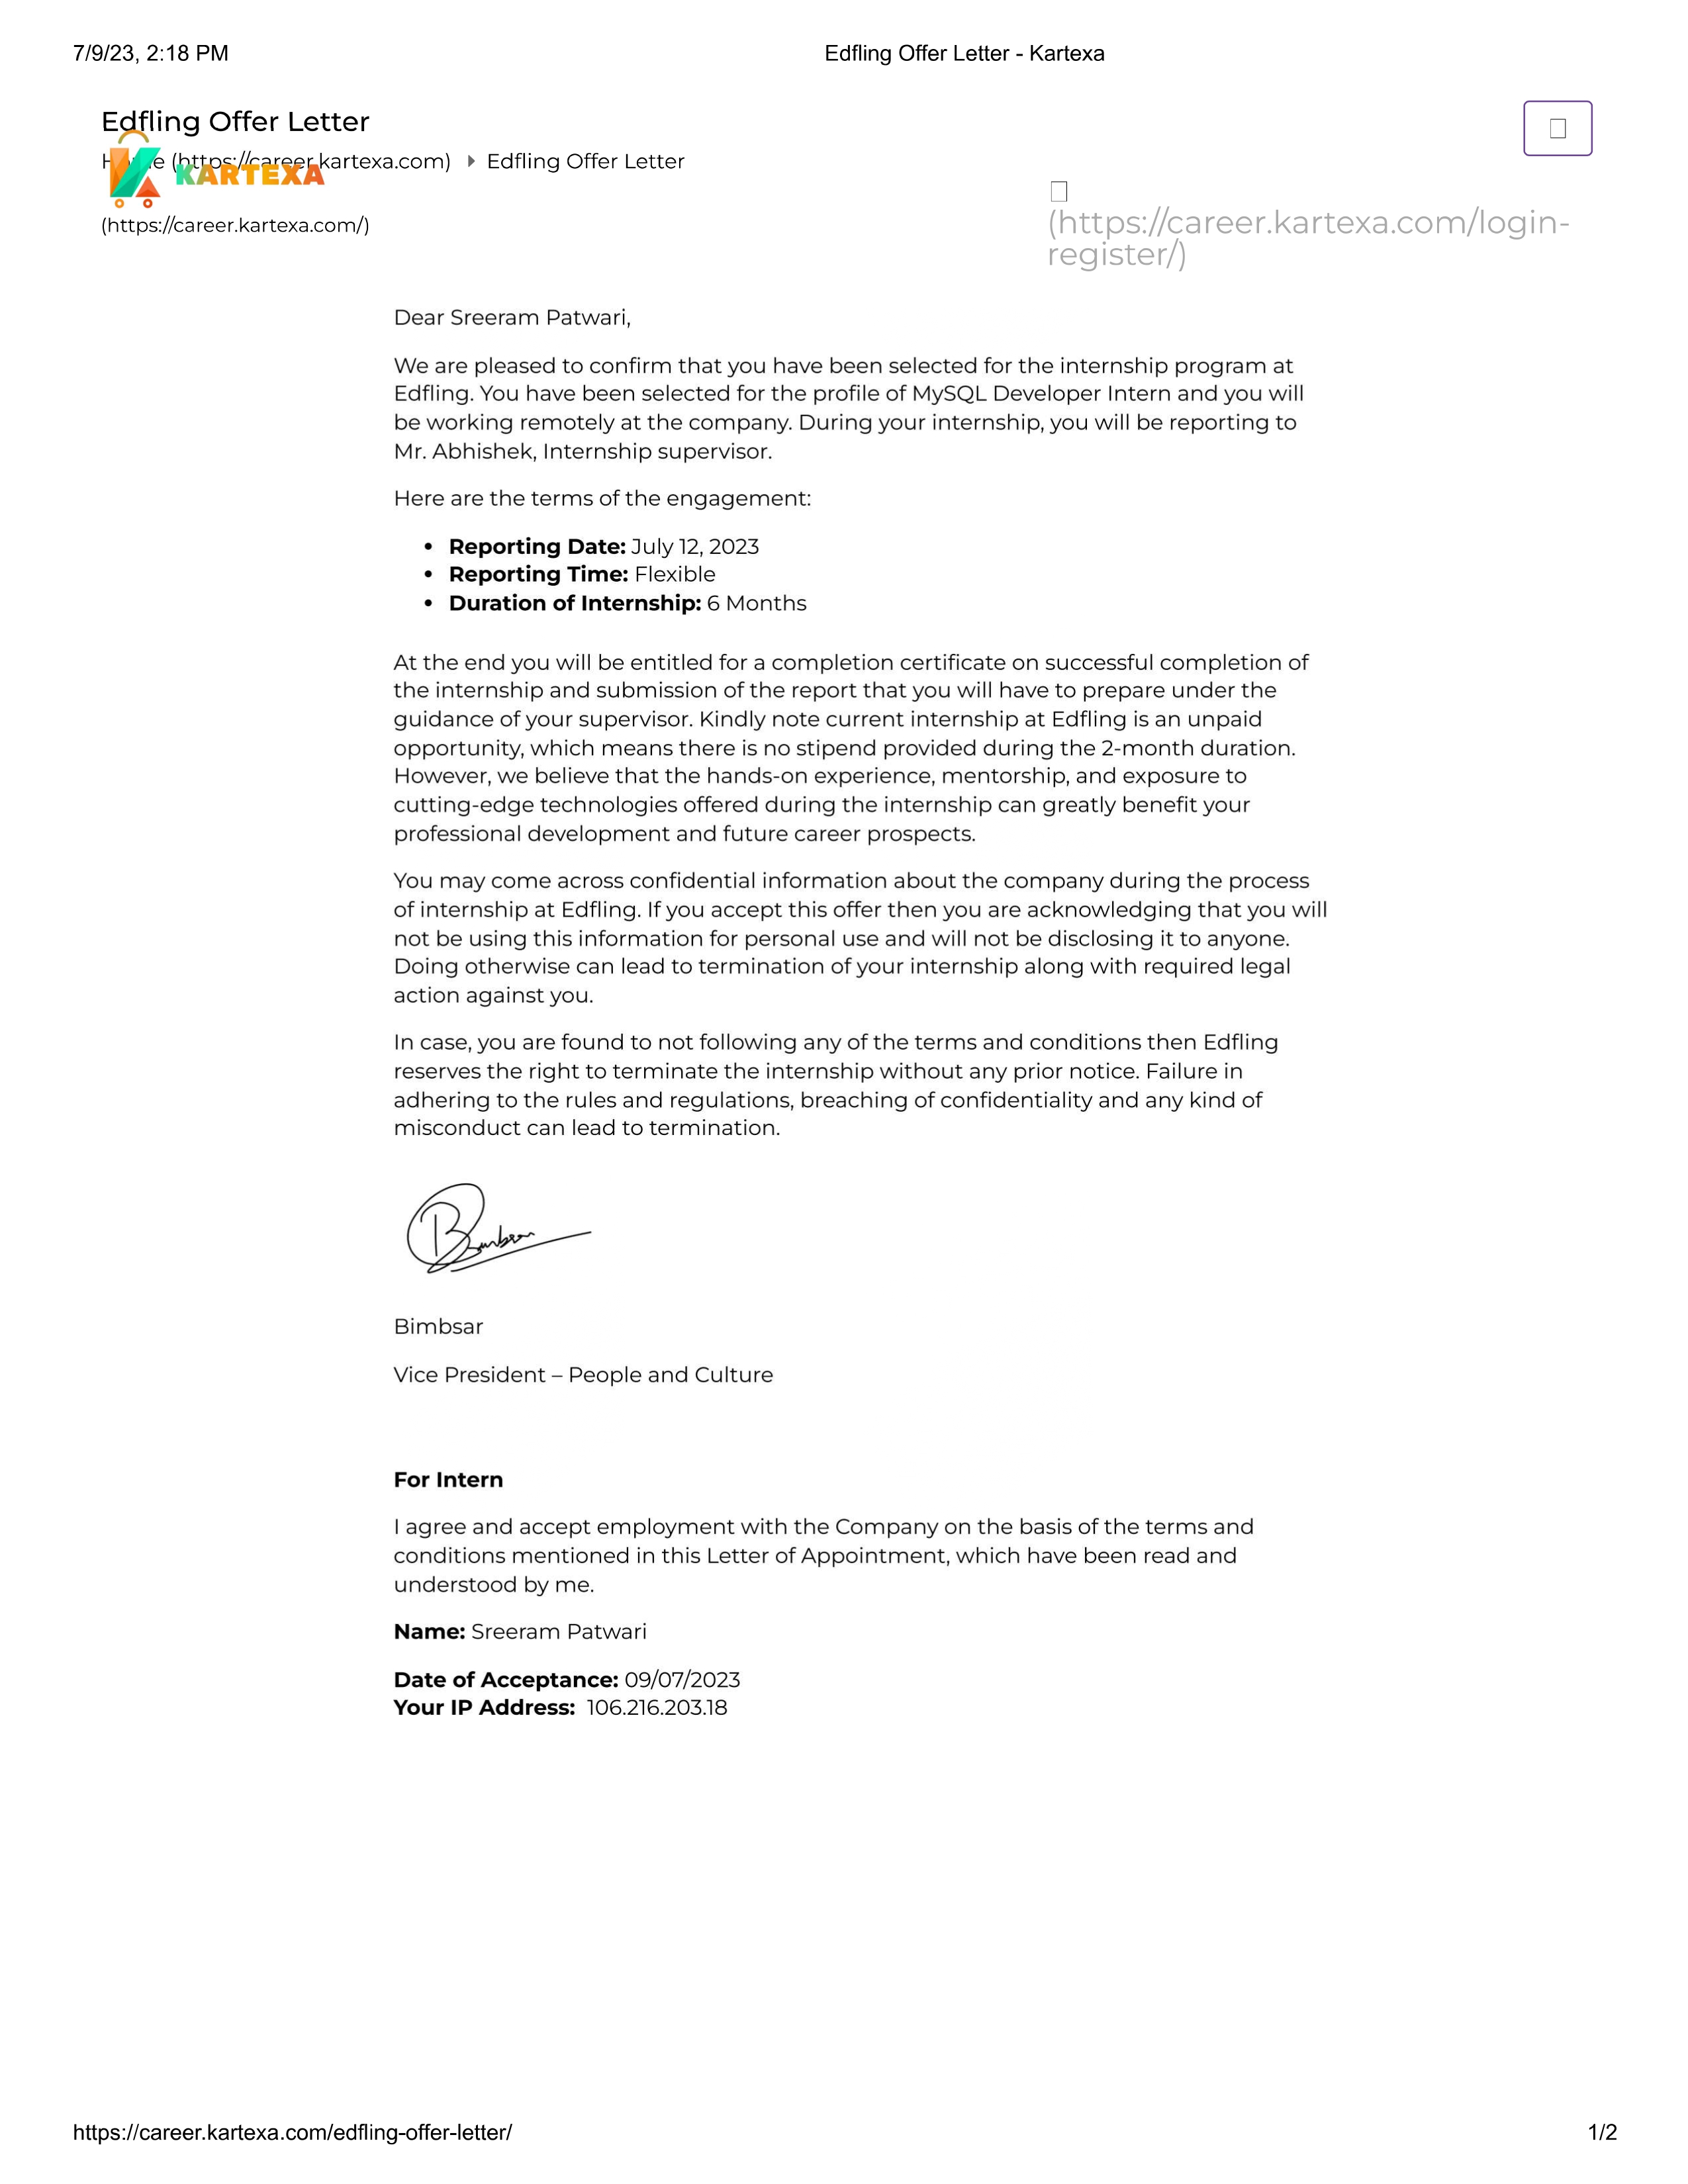 7/9/23, 2:18 PM
Edfling Offer Letter - Kartexa
Edfling Offer Letter
(https://career.kartexa.com) Edfling Offer Letter
KARTEXA
(https://career.kartexa.com/)
(https://career.kartexa.com/login-
register/)
Dear Sreeram Patwari,
We are pleased to confirm that you have been selected for the internship program at
Edfling. You have been selected for the profile of MySQL Developer Intern and you will
be working remotely at the company. During your internship, you will be reporting to
Mr. Abhishek, Internship supervisor.
Here are the terms of the engagement:
• Reporting Date: July 12, 2023
• Reporting Time: Flexible
• Duration of Internship: 6 Months
At the end you will be entitled for a completion certificate on successful completion of
the internship and submission of the report that you will have to prepare under the
guidance of your supervisor. Kindly note current internship at Edfling is an unpaid
opportunity, which means there is no stipend provided during the 2-month duration.
However, we believe that the hands-on experience, mentorship, and exposure to
cutting-edge technologies offered during the internship can greatly benefit your
professional development and future career prospects.
You may come across confidential information about the company during the process
of internship at Edfling. If you accept this offer then you are acknowledging that you will
not be using this information for personal use and will not be disclosing it to anyone.
Doing otherwise can lead to termination of your internship along with required legal
action against you.
In case, you are found to not following any of the terms and conditions then Edfling
reserves the right to terminate the internship without any prior notice. Failure in
adhering to the rules and regulations, breaching of confidentiality and any kind of
misconduct can lead to termination.
Bimbsar
Vice President – People and Culture
For Intern
I agree and accept employment with the Company on the basis of the terms and
conditions mentioned in this Letter of Appointment, which have been read and
understood by me.
Name: Sreeram Patwari
Date of Acceptance: 09/07/2023
Your IP Address: 106.216.203.18
https://career.kartexa.com/edfling-offer-letter/
1/2